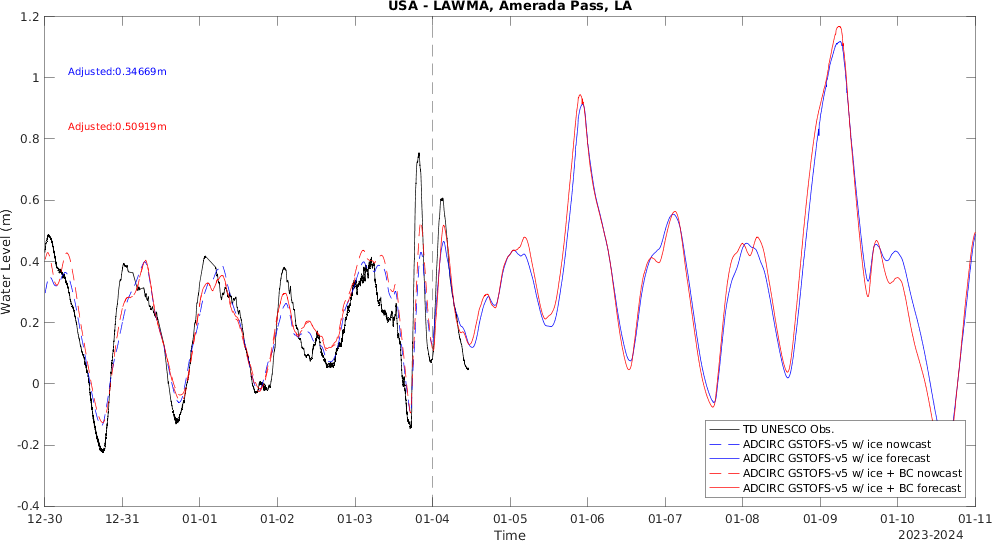 USA - LAWMA, Amerada Pass, LA
1.2
1
0.8
0.6
0.4
0.2
0
-0.2
-0.4
Water Level (m)
Adjusted:0.34669m
Adjusted:0.50919m
TD UNESCO Obs.
ADCIRC GSTOFS-v5 w/ ice nowcast
ADCIRC GSTOFS-v5 w/ ice forecast
ADCIRC GSTOFS-v5 w/ ice + BC nowcast
ADCIRC GSTOFS-v5 w/ ice + BC forecast
12-30 12-31 01-01 01-02 01-03 01-04 01-05 01-06 01-07 01-08 01-09 01-10 01-11
Time
2023-2024